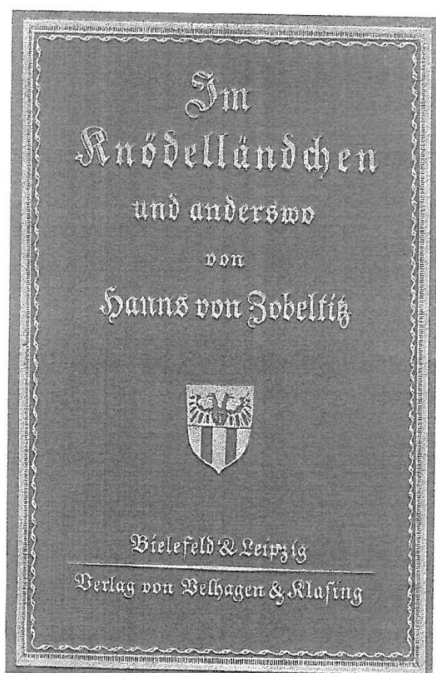 Im
Knödelländchen
und anderswo
von
Hanns von Zobeltitz
Bielefeld & Leipzig
Verlag von Velhagen & Klasing